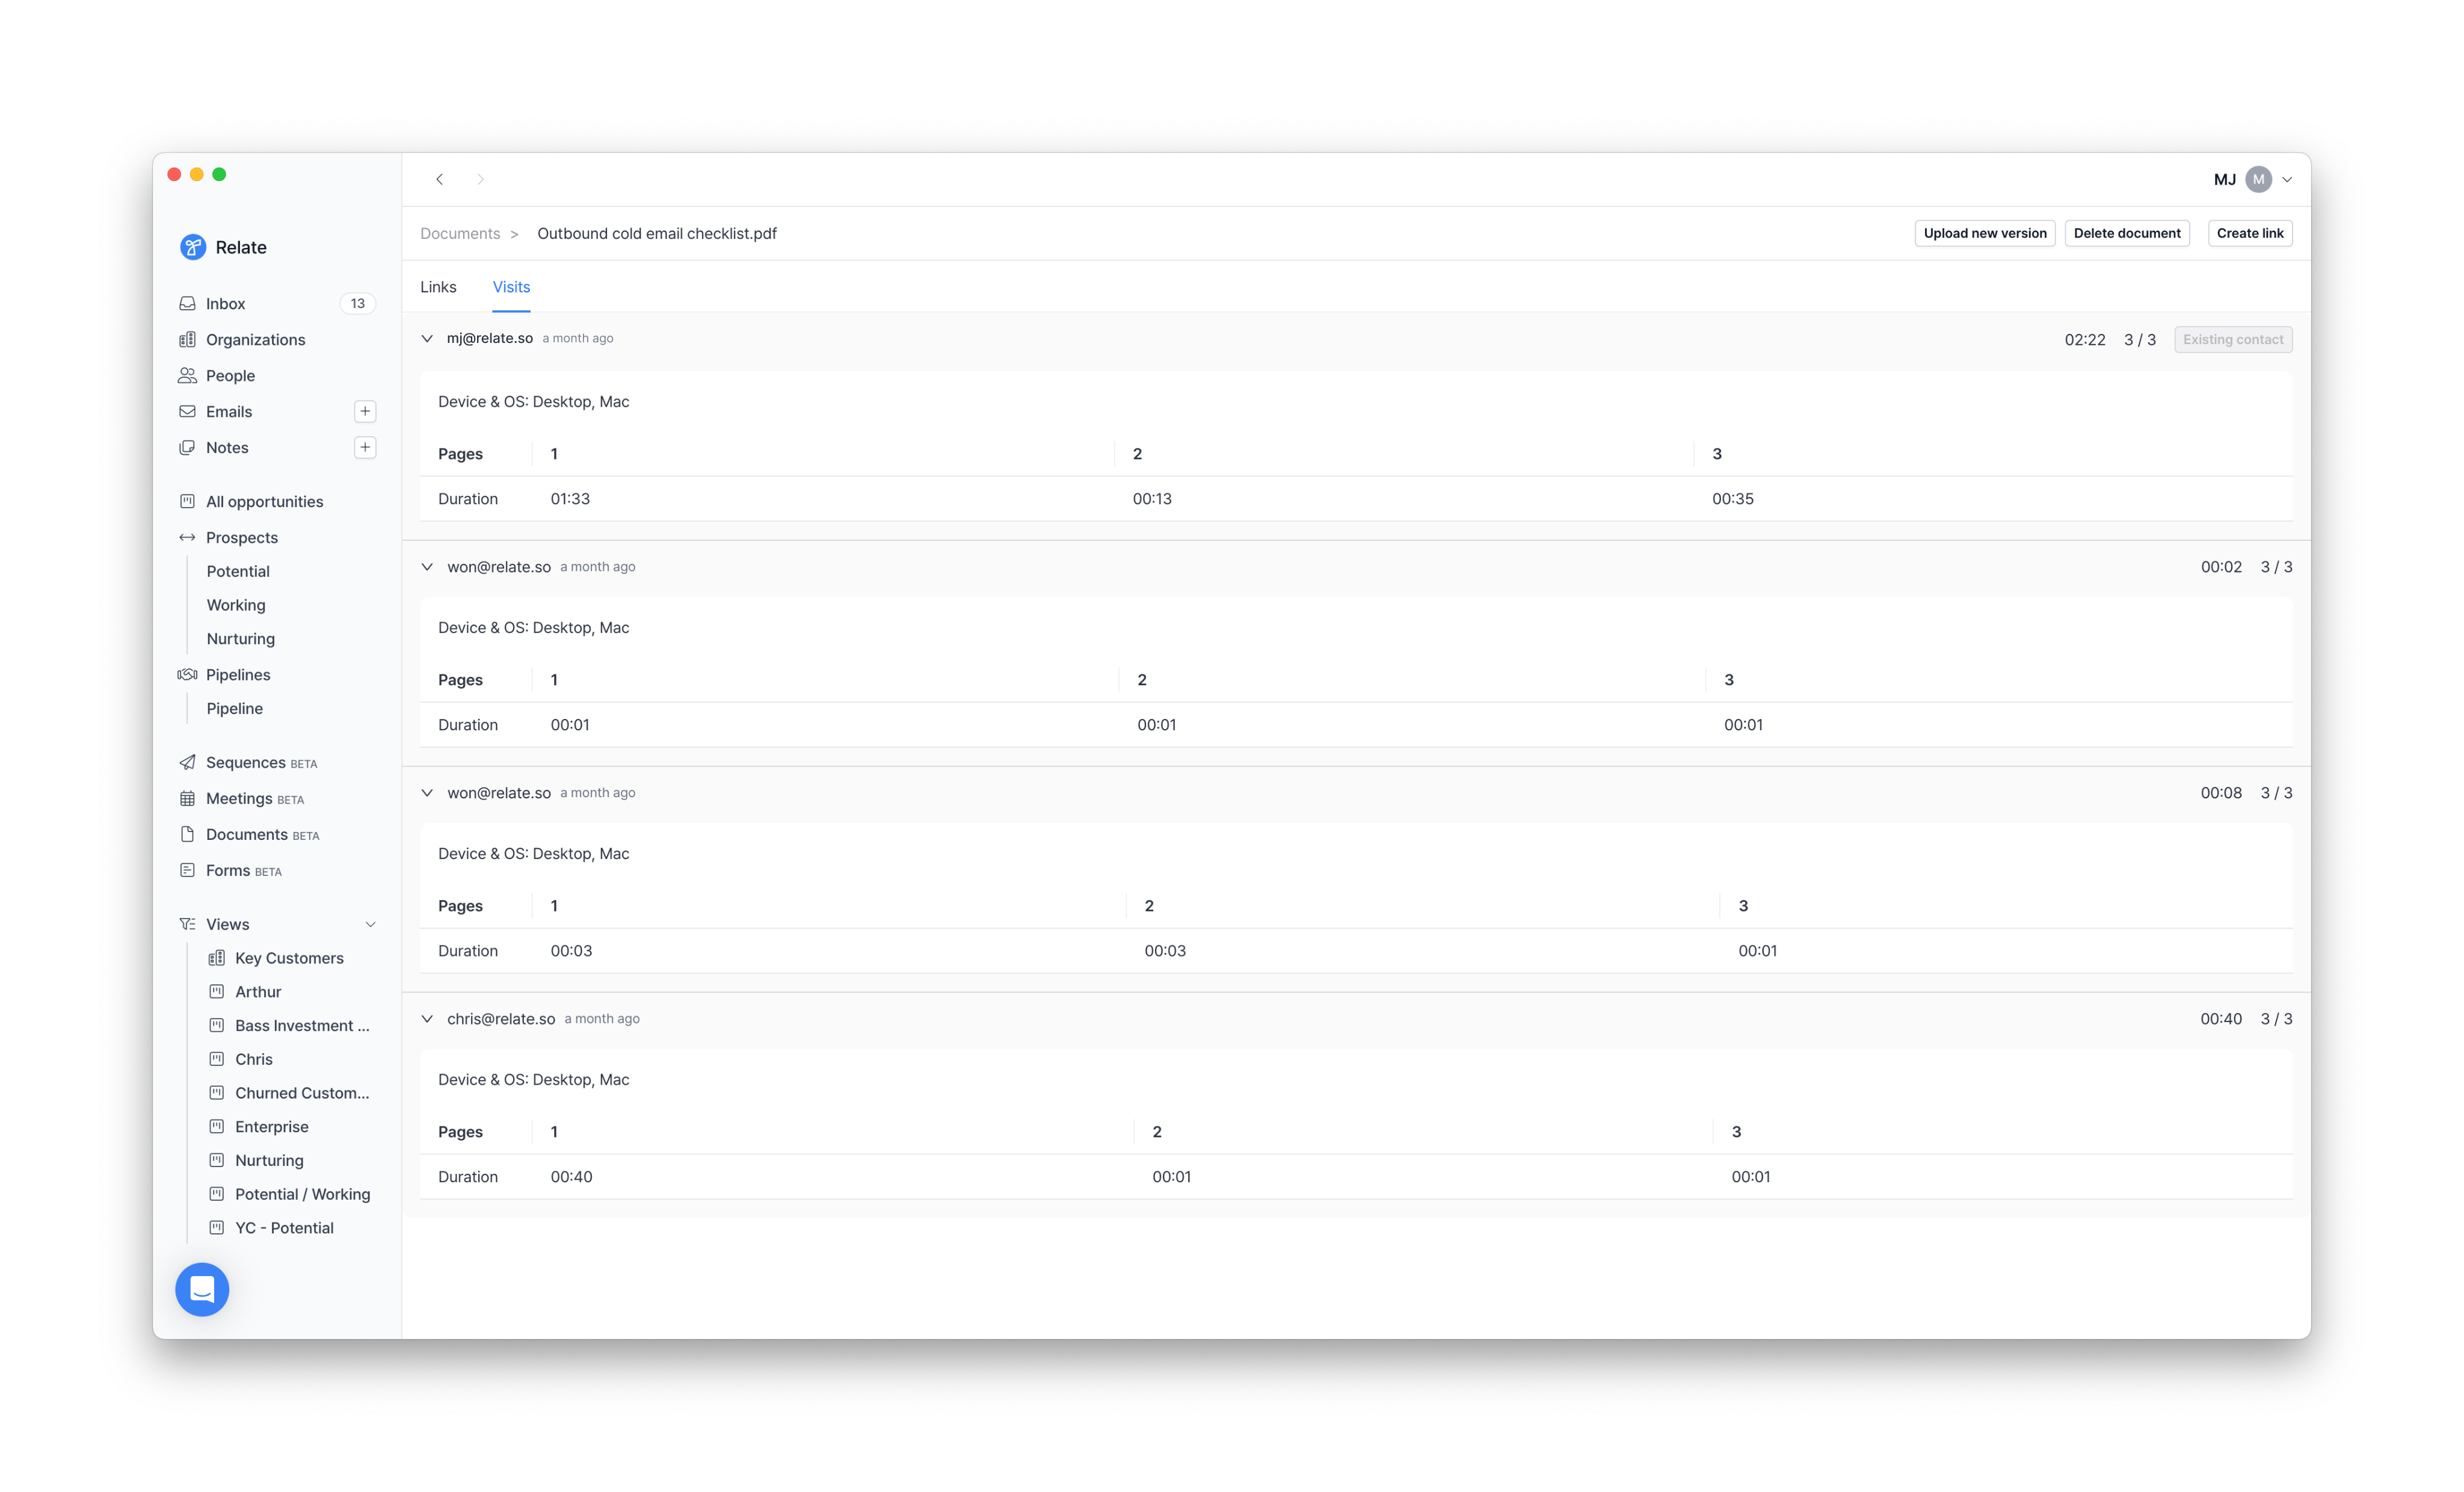 MJ M
Relate
Documents > Outbound cold email checklist.pdf
Upload new version Delete document Create link
Inbox 13
Organizations
People
Emails +
Notes +
All opportunities
Prospects
Potential
Working
Nurturing
Pipelines
Pipeline
Sequences BETA
Meetings BETA
Documents BETA
Forms BETA
Views
Key Customers
Arthur
Bass Investment ...
Chris
Churned Custom...
Enterprise
Nurturing
Potential / Working
YC - Potential
Links Visits
mj@relate.so a month ago 02:22 3 / 3 Existing contact
Device & OS: Desktop, Mac
Pages 1 2 3
Duration 01:33 00:13 00:35
won@relate.so a month ago 00:02 3 / 3
Device & OS: Desktop, Mac
Pages 1 2 3
Duration 00:01 00:01 00:01
won@relate.so a month ago 00:08 3 / 3
Device & OS: Desktop, Mac
Pages 1 2 3
Duration 00:03 00:03 00:01
chris@relate.so a month ago 00:40 3 / 3
Device & OS: Desktop, Mac
Pages 1 2 3
Duration 00:40 00:01 00:01